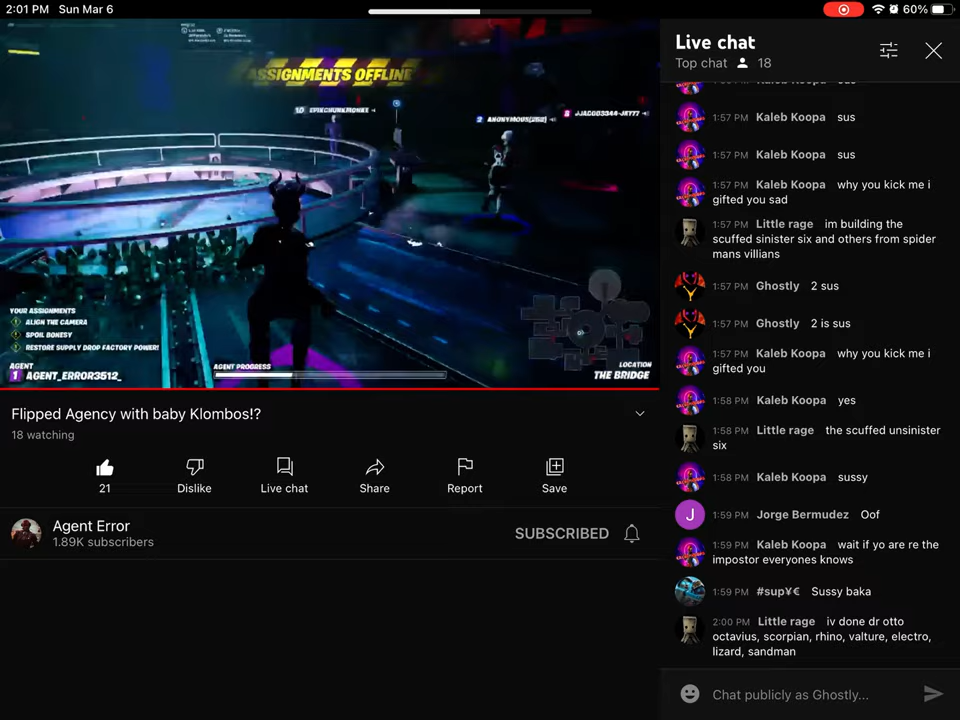 2:01 PM Sun Mar 6
60%
ASSIGNMENTS OFFLINE
YOUR ASSIGNMENTS
ALIGN THE CAMERA
SPOIL BONESY
RESTORE SUPPLY DROP FACTORY POWER!
AGENT
1 AGENT_ERROR3512_
AGENT PROGRESS
LOCATION
THE BRIDGE
Flipped Agency with baby Klombos!?
18 watching
21
Dislike
Live chat
Share
Report
Save
Agent Error
1.89K subscribers
SUBSCRIBED
Live chat
Top chat 18
1:57 PM Kaleb Koopa sus
1:57 PM Kaleb Koopa sus
1:57 PM Kaleb Koopa why you kick me i
gifted you sad
1:57 PM Little rage im building the
scuffed sinister six and others from spider
mans villians
1:57 PM Ghostly 2 sus
1:57 PM Ghostly 2 is sus
1:57 PM Kaleb Koopa why you kick me i
gifted you
1:58 PM Kaleb Koopa yes
1:58 PM Little rage the scuffed unsinister
six
1:58 PM Kaleb Koopa sussy
J
1:59 PM Jorge Bermudez Oof
1:59 PM Kaleb Koopa wait if yo are re the
impostor everyones knows
1:59 PM #sup¥€ Sussy baka
2:00 PM Little rage iv done dr otto
octavius, scorpian, rhino, valture, electro,
lizard, sandman
Chat publicly as Ghostly...